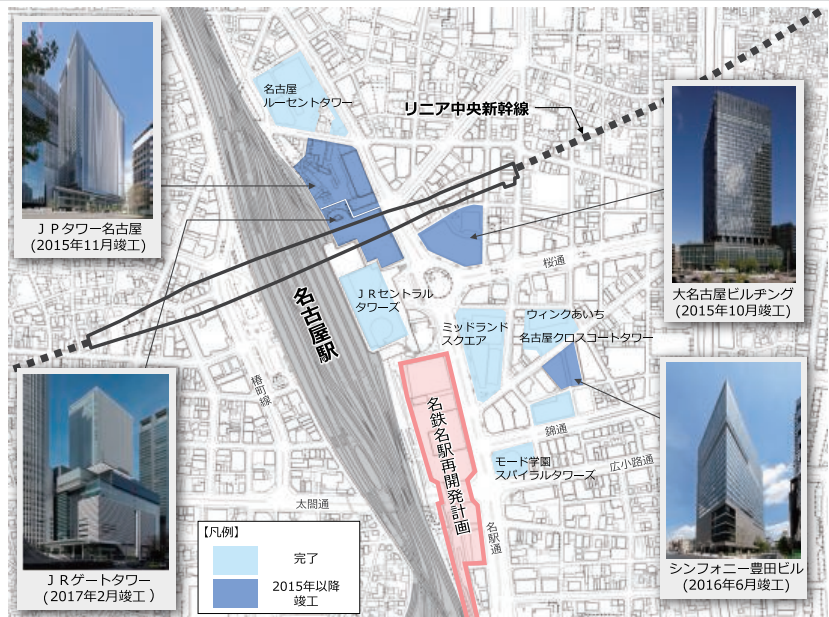 名古屋
ルーセントタワー
リニア中央新幹線
ＪＰタワー名古屋
(2015年11月竣工)
大名古屋ビルヂング
(2015年10月竣工)
桜通
ＪＲセントラル
タワーズ
名古屋駅
ミッドランド
スクエア
ウィンクあいち
名古屋クロスコートタワー
椿町線
名鉄名駅再開発計画
錦通
モード学園
スパイラルタワーズ
広小路通
太閤通
名駅通
ＪＲゲートタワー
(2017年2月竣工 )
シンフォニー豊田ビル
(2016年6月竣工)
【凡例】
完了
2015年以降
竣工